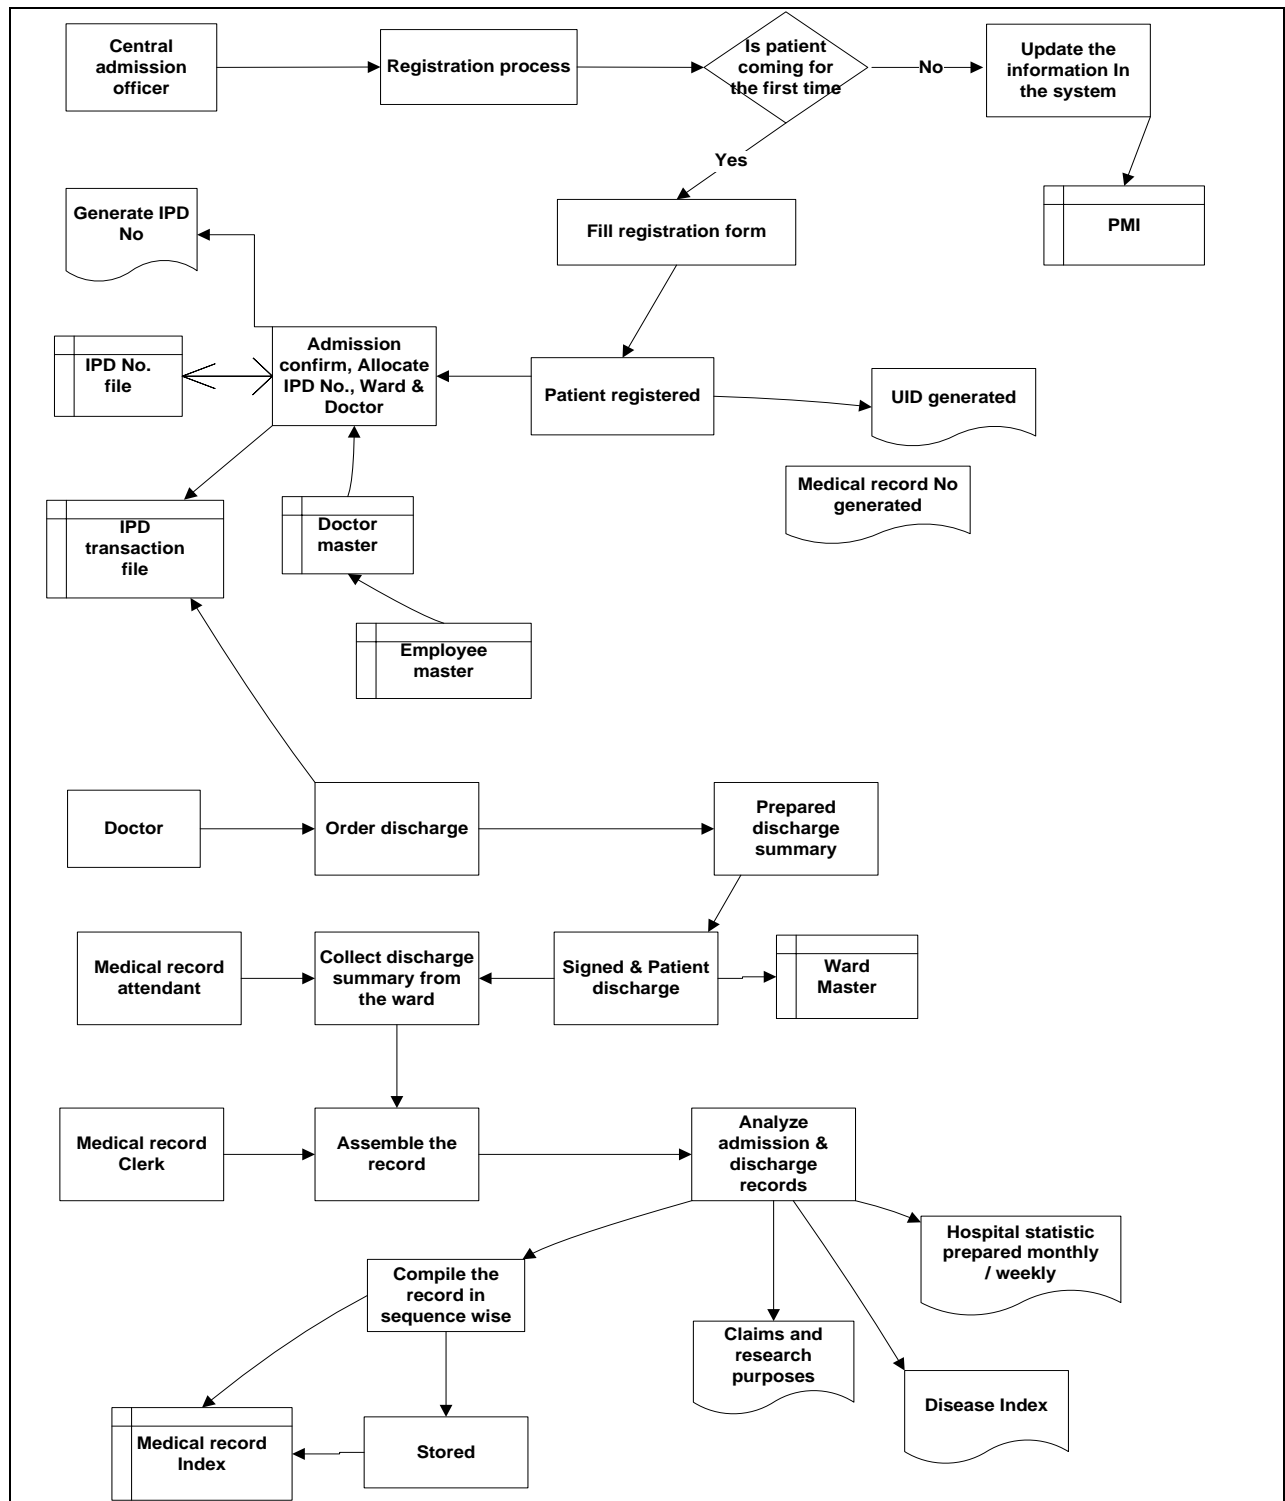 Central
admission
officer
Registration process
Is patient
coming for
the first time
No
Update the
information In
the system
Yes
Generate IPD
No
Fill registration form
PMI
IPD No.
file
Admission
confirm, Allocate
IPD No., Ward &
Doctor
Patient registered
UID generated
Medical record No
generated
IPD
transaction
file
Doctor
master
Employee
master
Doctor
Order discharge
Prepared
discharge
summary
Medical record
attendant
Collect discharge
summary from
the ward
Signed & Patient
discharge
Ward
Master
Medical record
Clerk
Assemble the
record
Analyze
admission &
discharge
records
Hospital statistic
prepared monthly
/ weekly
Compile the
record in
sequence wise
Claims and
research
purposes
Disease Index
Medical record
Index
Stored